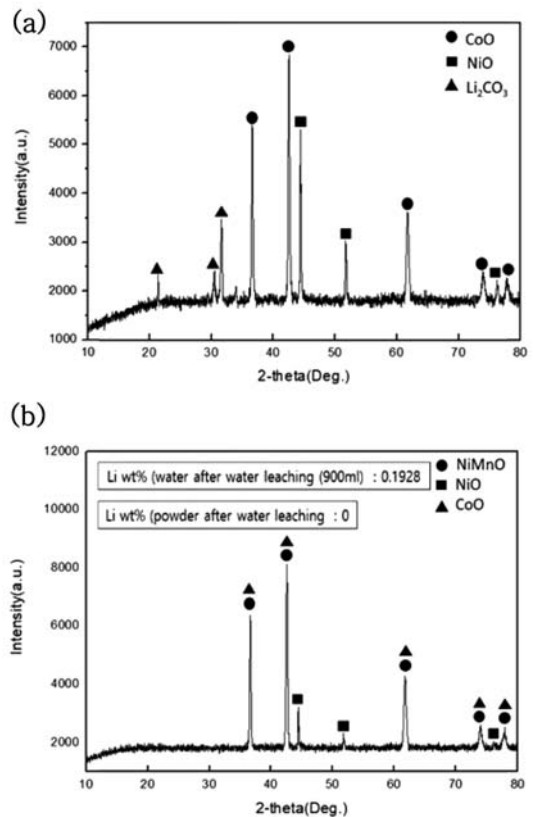 (a)
7000
6000
5000
4000
3000
2000
1000
Intensity(a.u.)
CoO
NiO
Li₂CO₃
10 20 30 40 50 60 70 80
2-theta(Deg.)
(b)
12000
10000
8000
6000
4000
2000
Intensity(a.u.)
Li wt% (water after water leaching (900ml) : 0.1928
Li wt% (powder after water leaching : 0
NiMnO
NiO
CoO
10 20 30 40 50 60 70 80
2-theta(Deg.)